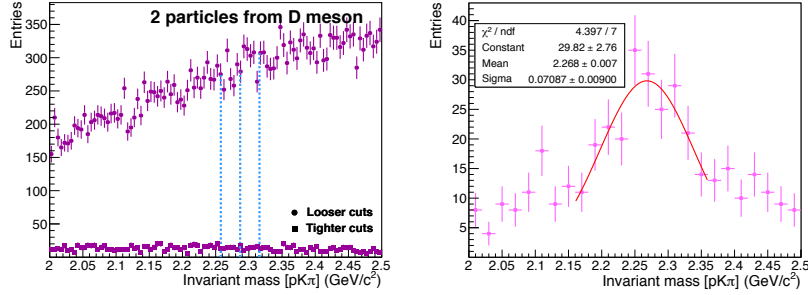 Entries
2 particles from D meson
350
300
250
200
150
100
50
Looser cuts
Tighter cuts
2 2.05 2.1 2.15 2.2 2.25 2.3 2.35 2.4 2.45 2.5
Invariant mass [pKπ] (GeV/c²)
Entries
40
35
30
25
20
15
10
5
χ² / ndf 4.397 / 7
Constant 29.82 ± 2.76
Mean 2.268 ± 0.007
Sigma 0.07087 ± 0.00900
2 2.05 2.1 2.15 2.2 2.25 2.3 2.35 2.4 2.45 2.5
Invariant mass [pKπ] (GeV/c²)